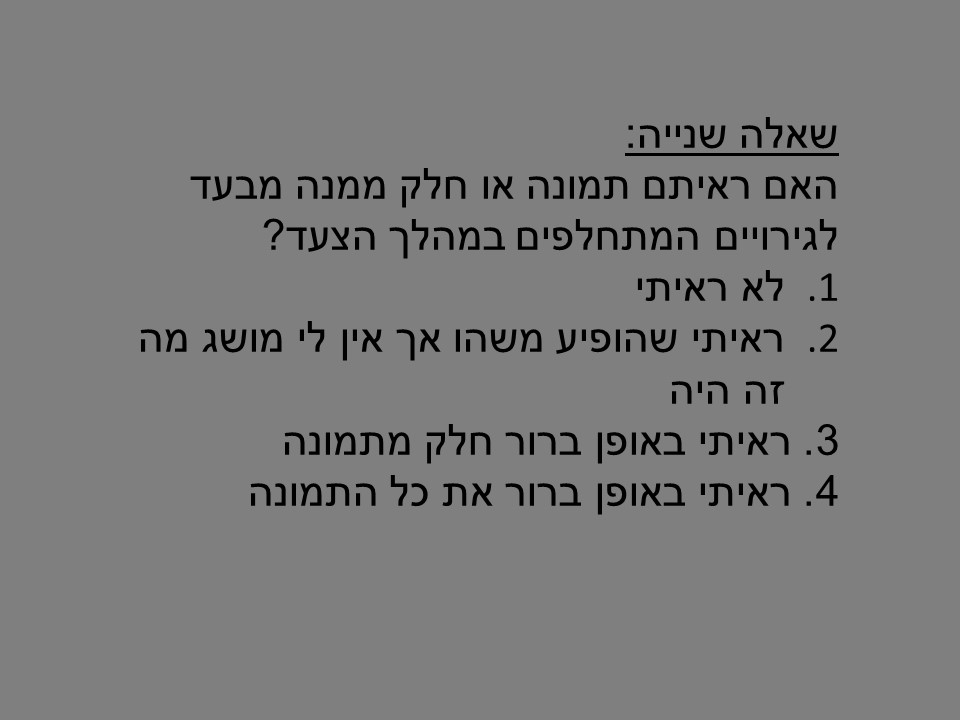 שאלה שנייה:
האם ראיתם תמונה או חלק ממנה מבעד
לגירויים המתחלפים במהלך הצעד?
1. לא ראיתי
2. ראיתי שהופיע משהו אך אין לי מושג מה
זה היה
3. ראיתי באופן ברור חלק מתמונה
4. ראיתי באופן ברור את כל התמונה